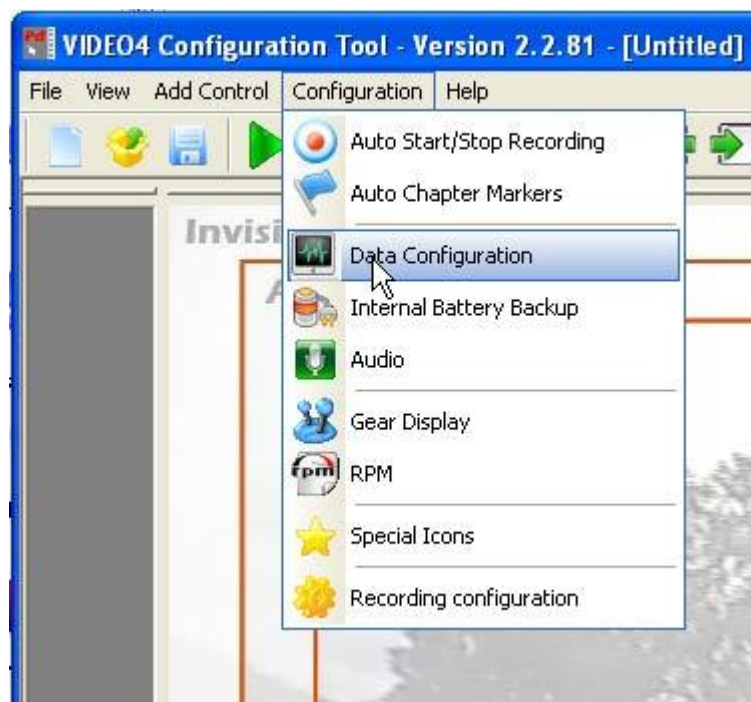 VIDEO4 Configuration Tool - Version 2.2.81 - [Untitled]
File View Add Control Configuration Help
Auto Start/Stop Recording
Auto Chapter Markers
Invisi
Data Configuration
Internal Battery Backup
Audio
Gear Display
rpm RPM
Special Icons
Recording configuration